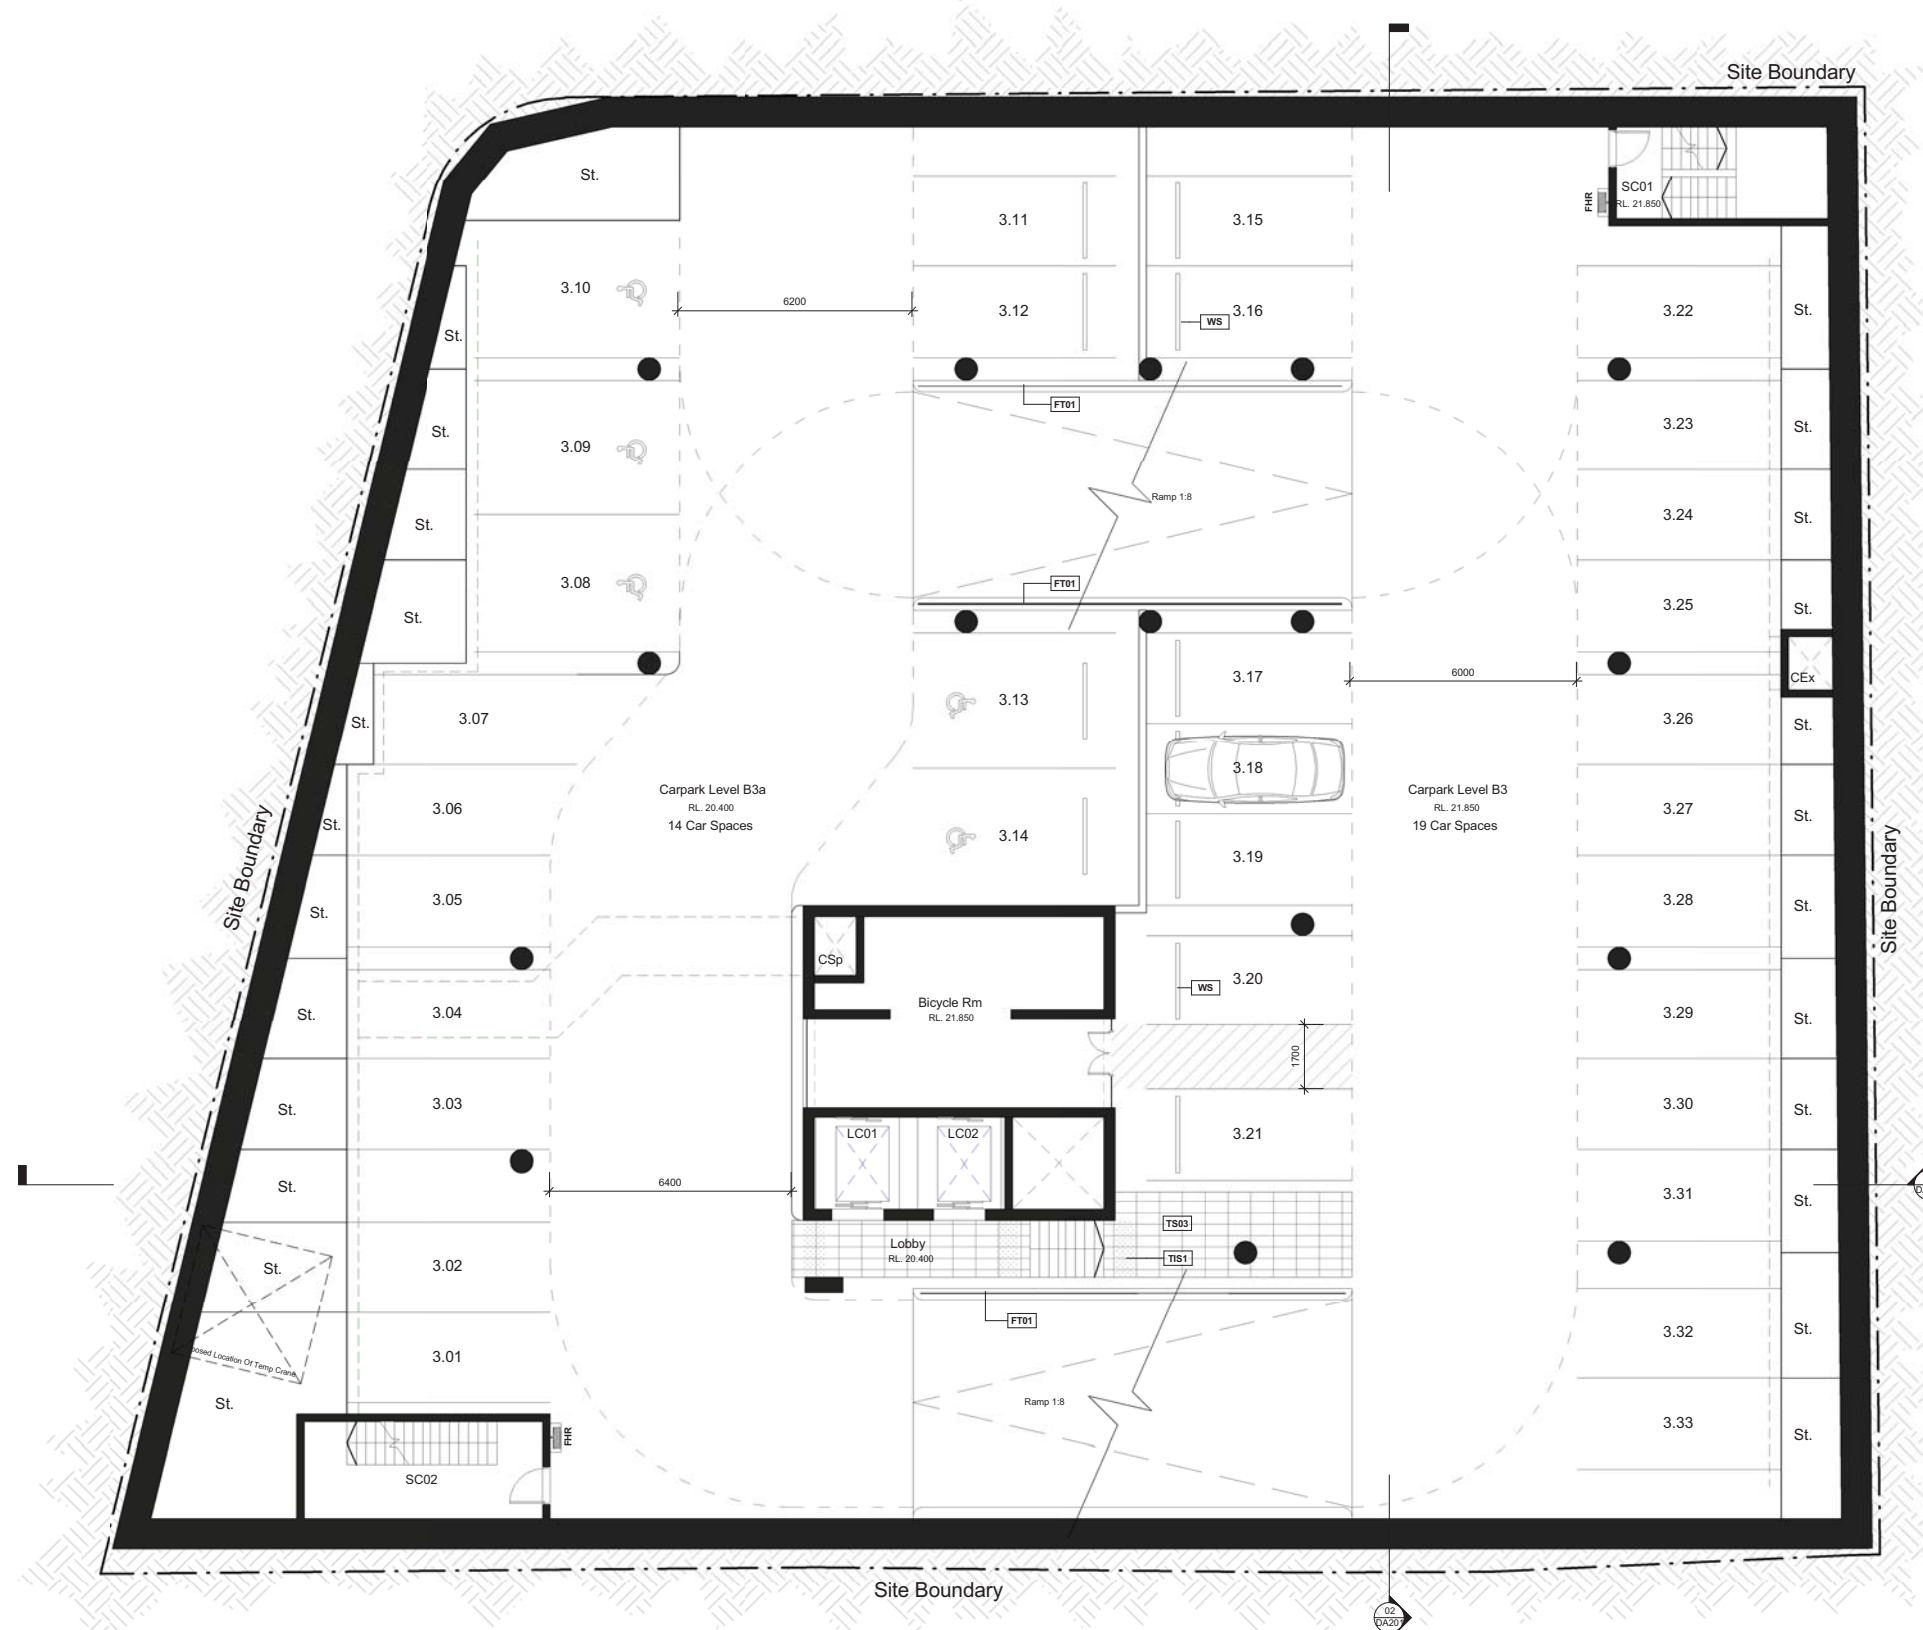 Site Boundary
St.
SC01
RL. 21.850
FHR
3.11
3.15
3.10
6200
3.12
WS
3.16
3.22
St.
St.
FT01
3.23
St.
St.
3.09
Ramp 1:8
3.24
St.
St.
3.08
FT01
3.25
St.
St.
3.13
3.17
6000
CEx
3.07
St.
3.26
St.
3.18
Carpark Level B3a
RL. 20.400
14 Car Spaces
Carpark Level B3
RL. 21.850
19 Car Spaces
3.06
St.
3.27
St.
3.14
3.19
Site Boundary
Site Boundary
3.05
St.
3.28
St.
CSp
3.20
WS
Bicycle Rm
RL. 21.850
3.04
St.
3.29
St.
1700
3.03
St.
3.30
St.
LC01
LC02
3.21
St.
6400
3.31
St.
TS03
Lobby
RL. 20.400
TIS1
3.02
St.
FT01
3.32
St.
3.01
Location Of Temp Crane
St.
Ramp 1:8
3.33
St.
FHR
SC02
Site Boundary
02